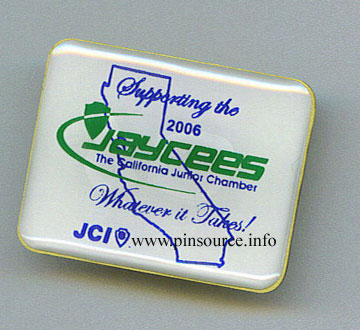 Supporting the
2006
Jaycees
The California Junior Chamber
Whatever it Takes!
JCI
www.pinsource.info